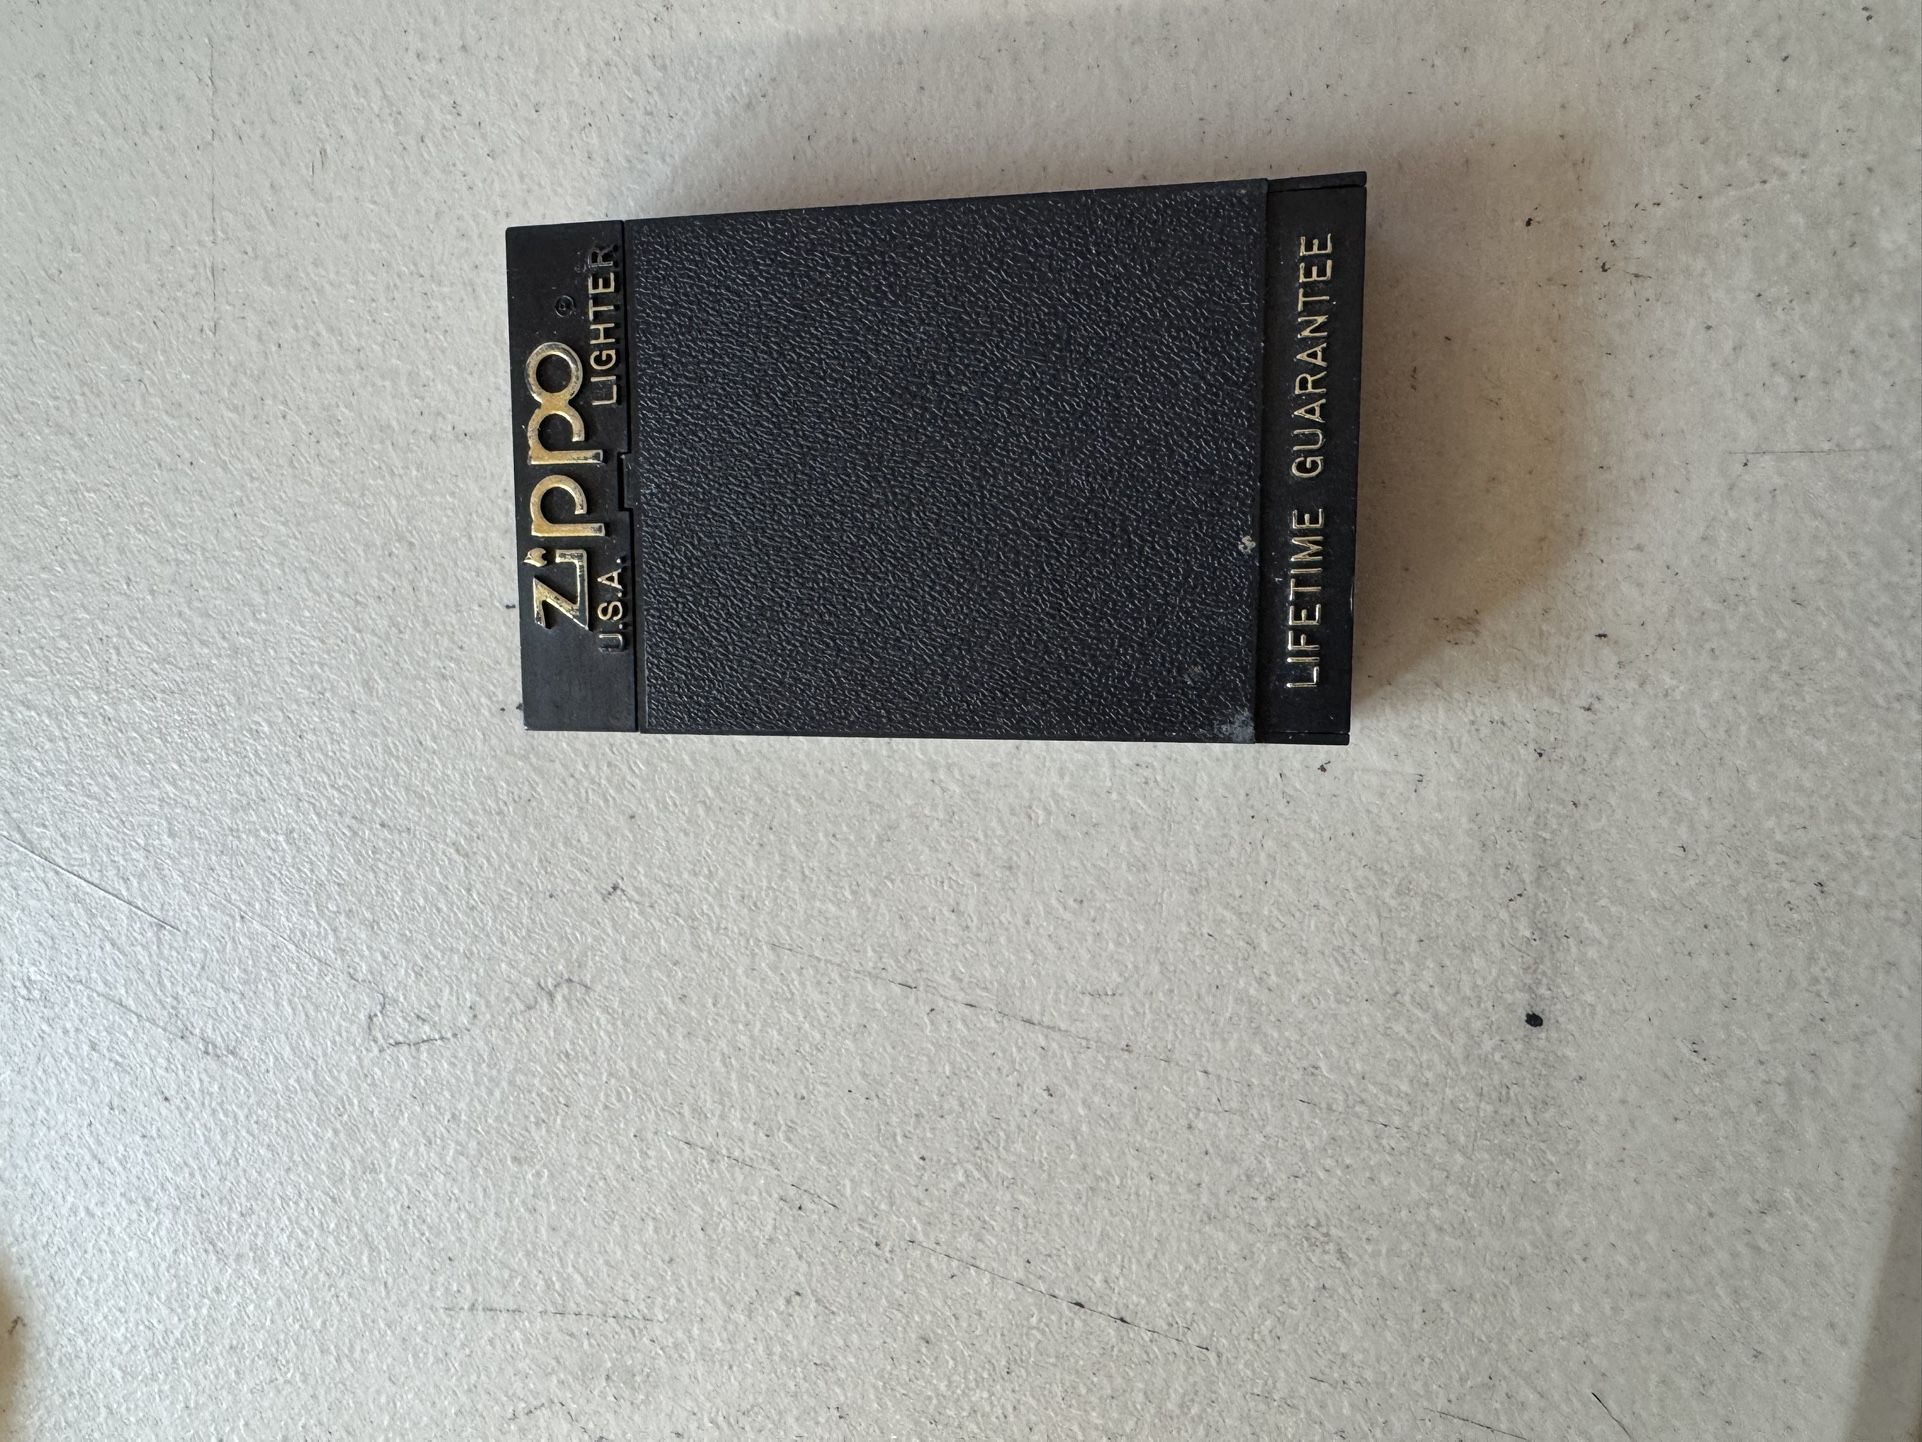 Zippo ®
U.S.A. LIGHTER
LIFETIME GUARANTEE